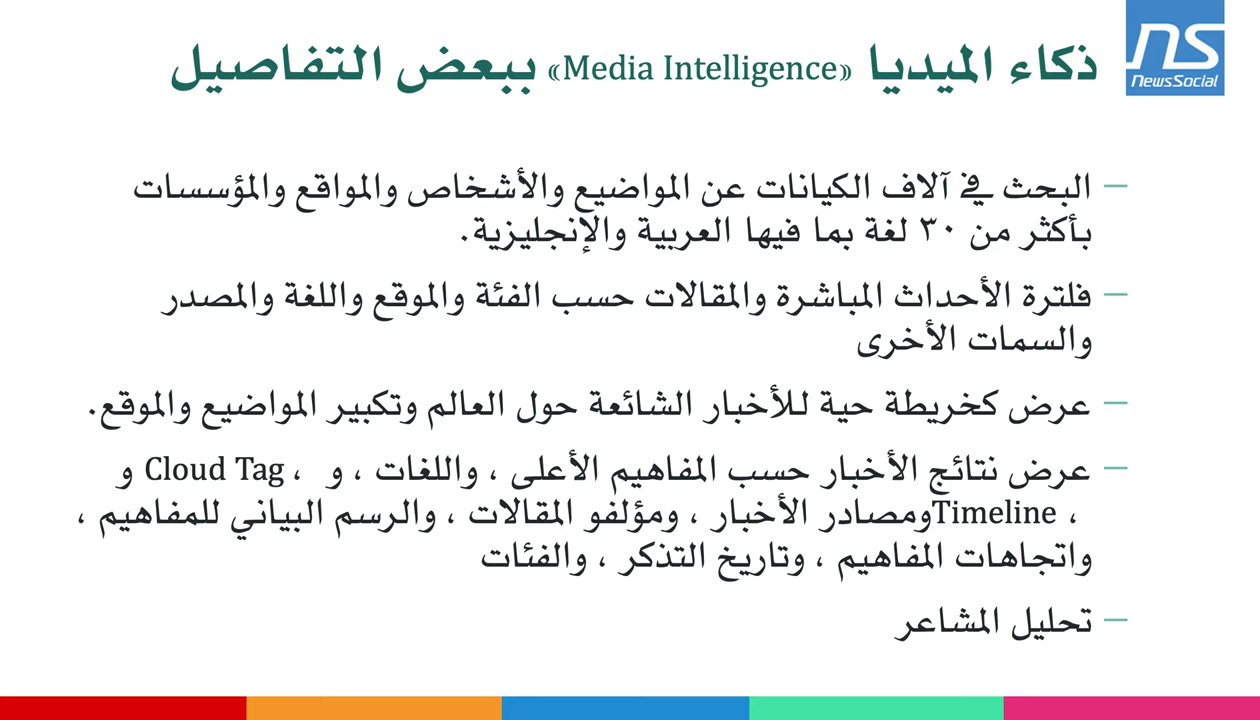 ذكاء الميديا «Media Intelligence» ببعض التفاصيل
ns
NewsSocial
– البحث في آلاف الكيانات عن المواضيع والأشخاص والمواقع والمؤسسات
بأكثر من ٣٠ لغة بما فيها العربية والإنجليزية.
– فلترة الأحداث المباشرة والمقالات حسب الفئة والموقع واللغة والمصدر
والسمات الأخرى
– عرض كخريطة حية للأخبار الشائعة حول العالم وتكبير المواضيع والموقع.
– عرض نتائج الأخبار حسب المفاهيم الأعلى ، واللغات ، و ، Cloud Tag و
، Timelineومصادر الأخبار ، ومؤلفو المقالات ، والرسم البياني للمفاهيم ،
واتجاهات المفاهيم ، وتاريخ التذكر ، والفئات
– تحليل المشاعر